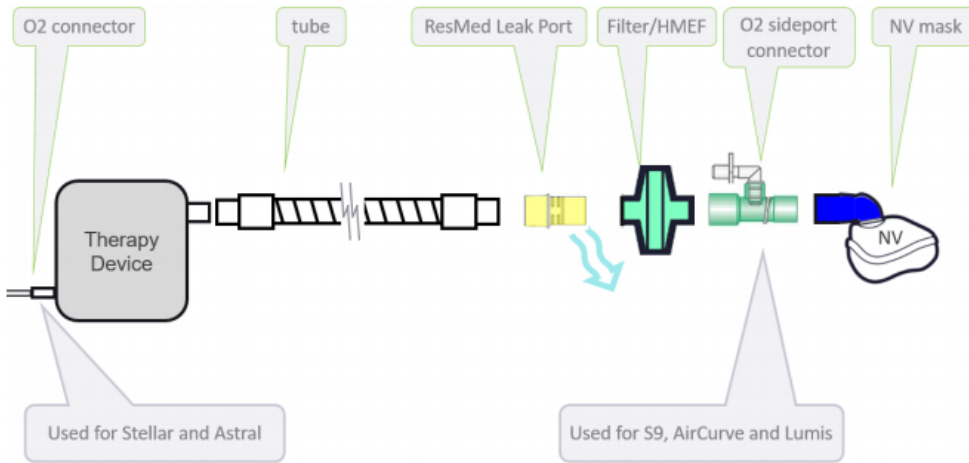 O2 connector
tube
ResMed Leak Port
Filter/HMEF
O2 sideport
connector
NV mask
Therapy
Device
NV
Used for Stellar and Astral
Used for S9, AirCurve and Lumis